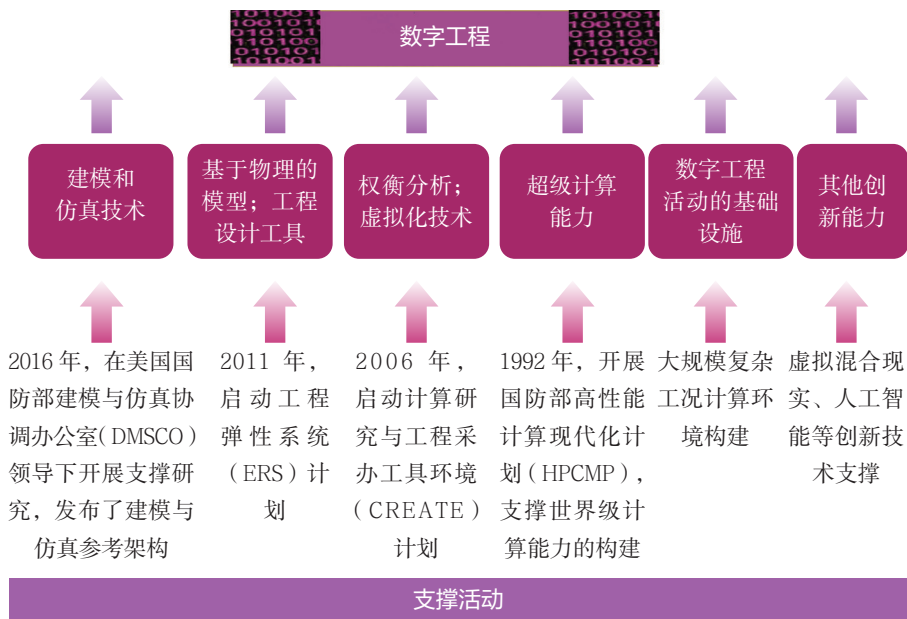 数字工程
建模和
仿真技术
基于物理的
模型；工程
设计工具
权衡分析；
虚拟化技术
超级计算
能力
数字工程
活动的基础
设施
其他创
新能力
2016 年，在美国国
防部建模与仿真协
调办公室(DMSCO)
领导下开展支撑研
究，发布了建模与
仿真参考架构
2011 年，
启动工程
弹性系统
（ERS）计
划
2006 年，
启动计算研
究与工程采
办工具环境
（CREATE）
计划
1992 年，开展
国防部高性能
计算现代化计
划(HPCMP)，
支撑世界级计
算能力的构建
大规模复杂
工况计算环
境构建
虚拟混合现
实、人工智
能等创新技
术支撑
支撑活动